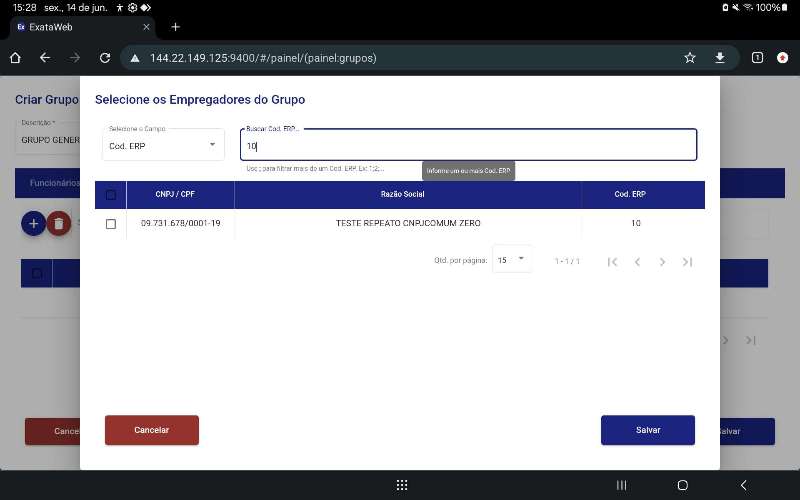 15:28 sex., 14 de jun.
100%
ExataWeb
144.22.149.125:9400/#/painel/(painel:grupos)
1
Criar Grupo
Selecione os Empregadores do Grupo
Descrição *
Selecione o Campo
Buscar Cod. ERP...
GRUPO GENER
Cod. ERP
10
Use ; para filtrar mais de um Cod. ERP. Ex: 1;2;...
Informe um ou mais Cod. ERP
Funcionários
CNPJ / CPF
Razão Social
Cod. ERP
09.731.678/0001-19
TESTE REPEATO CNPJCOMUM ZERO
10
Qtd. por página:
15
1 - 1 / 1
Cancel
Cancelar
Salvar
alvar